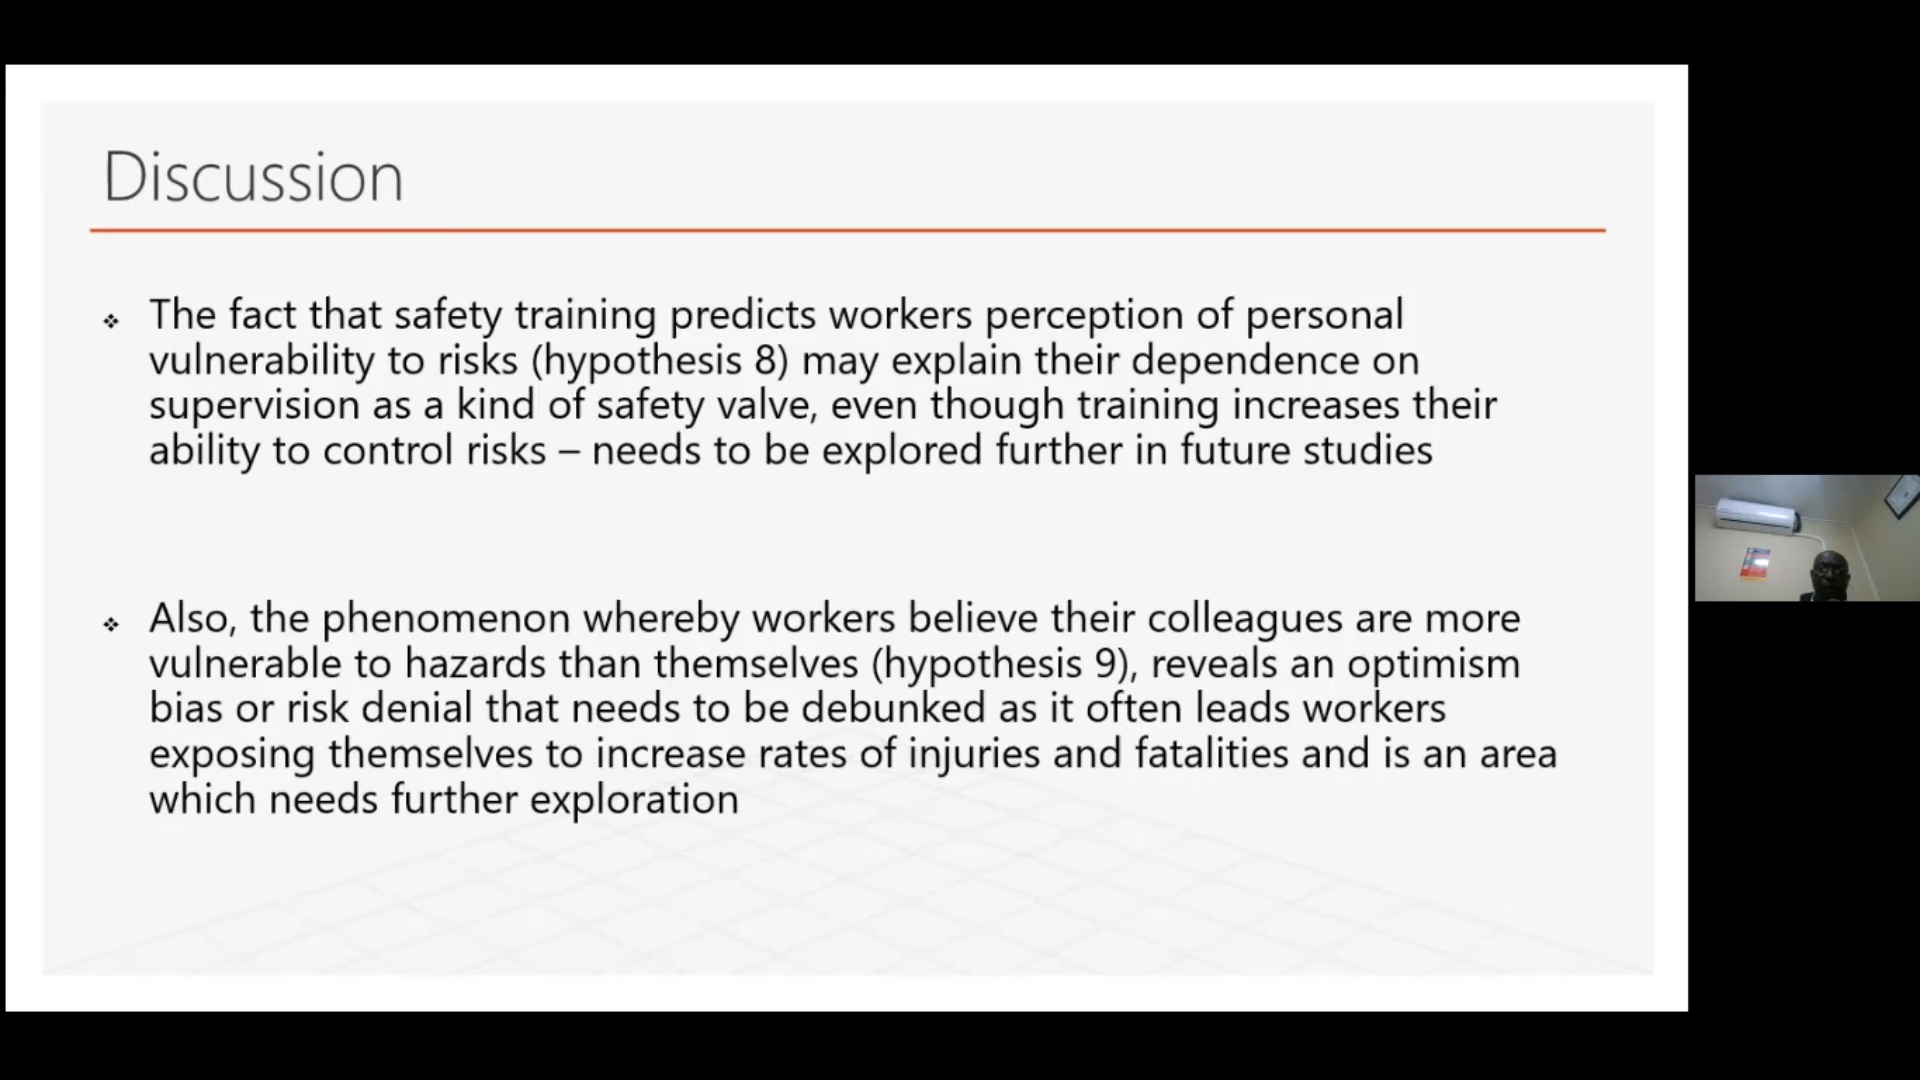 Discussion
❖ The fact that safety training predicts workers perception of personal
vulnerability to risks (hypothesis 8) may explain their dependence on
supervision as a kind of safety valve, even though training increases their
ability to control risks – needs to be explored further in future studies
❖ Also, the phenomenon whereby workers believe their colleagues are more
vulnerable to hazards than themselves (hypothesis 9), reveals an optimism
bias or risk denial that needs to be debunked as it often leads workers
exposing themselves to increase rates of injuries and fatalities and is an area
which needs further exploration